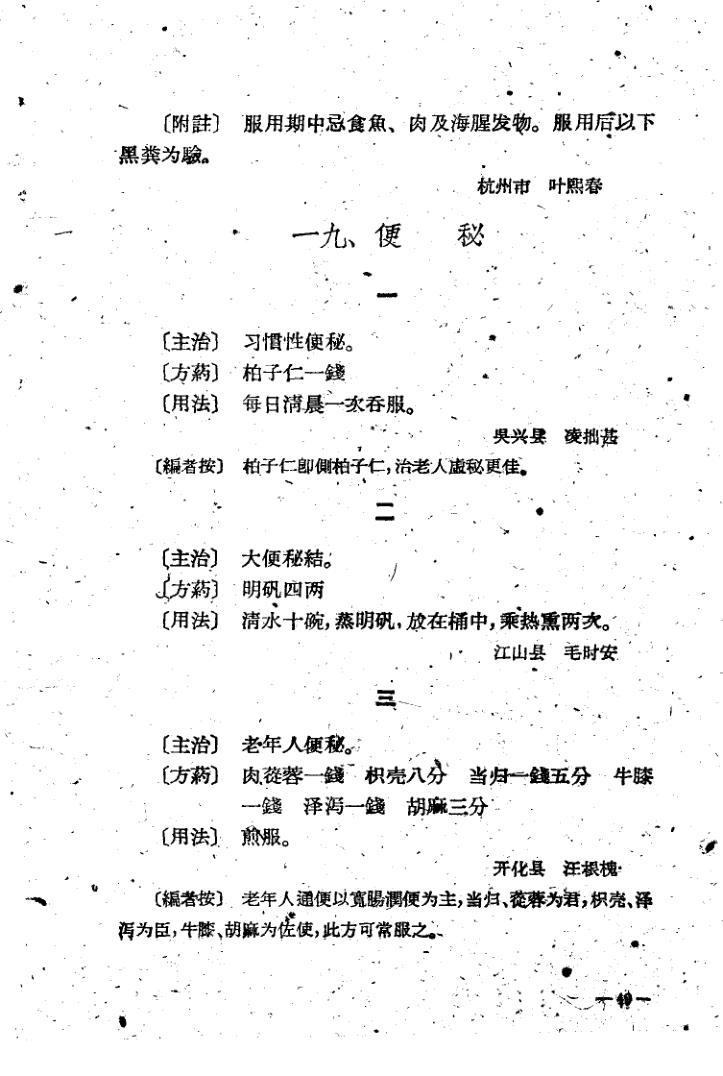 〔附註〕 服用期中忌食魚、肉及海腥发物。服用后以下
黑粪为驗。
杭州市 叶熙春
一九、便 秘
一
〔主治〕 习慣性便秘。
〔方葯〕 柏子仁一錢
〔用法〕 每日清晨一次吞服。
吳兴县 凌拙甚
〔編者按〕 柏子仁卽側柏子仁,治老人虛秘更佳。
二
〔主治〕 大便秘結。
〔方葯〕 明矾四两
〔用法〕 清水十碗,蒸明矾,放在桶中,乘热熏两次。
江山县 毛时安
三
〔主治〕 老年人便秘。
〔方葯〕 肉蓯蓉一錢 枳壳八分 当归一錢五分 牛膝
一錢 泽泻一錢 胡麻三分
〔用法〕 煎服。
开化县 汪根槐
〔編者按〕 老年人通便以寬腸潤便为主,当归、蓯蓉为君,枳壳、泽
泻为臣,牛膝、胡麻为佐使,此方可常服之。
— 49 —